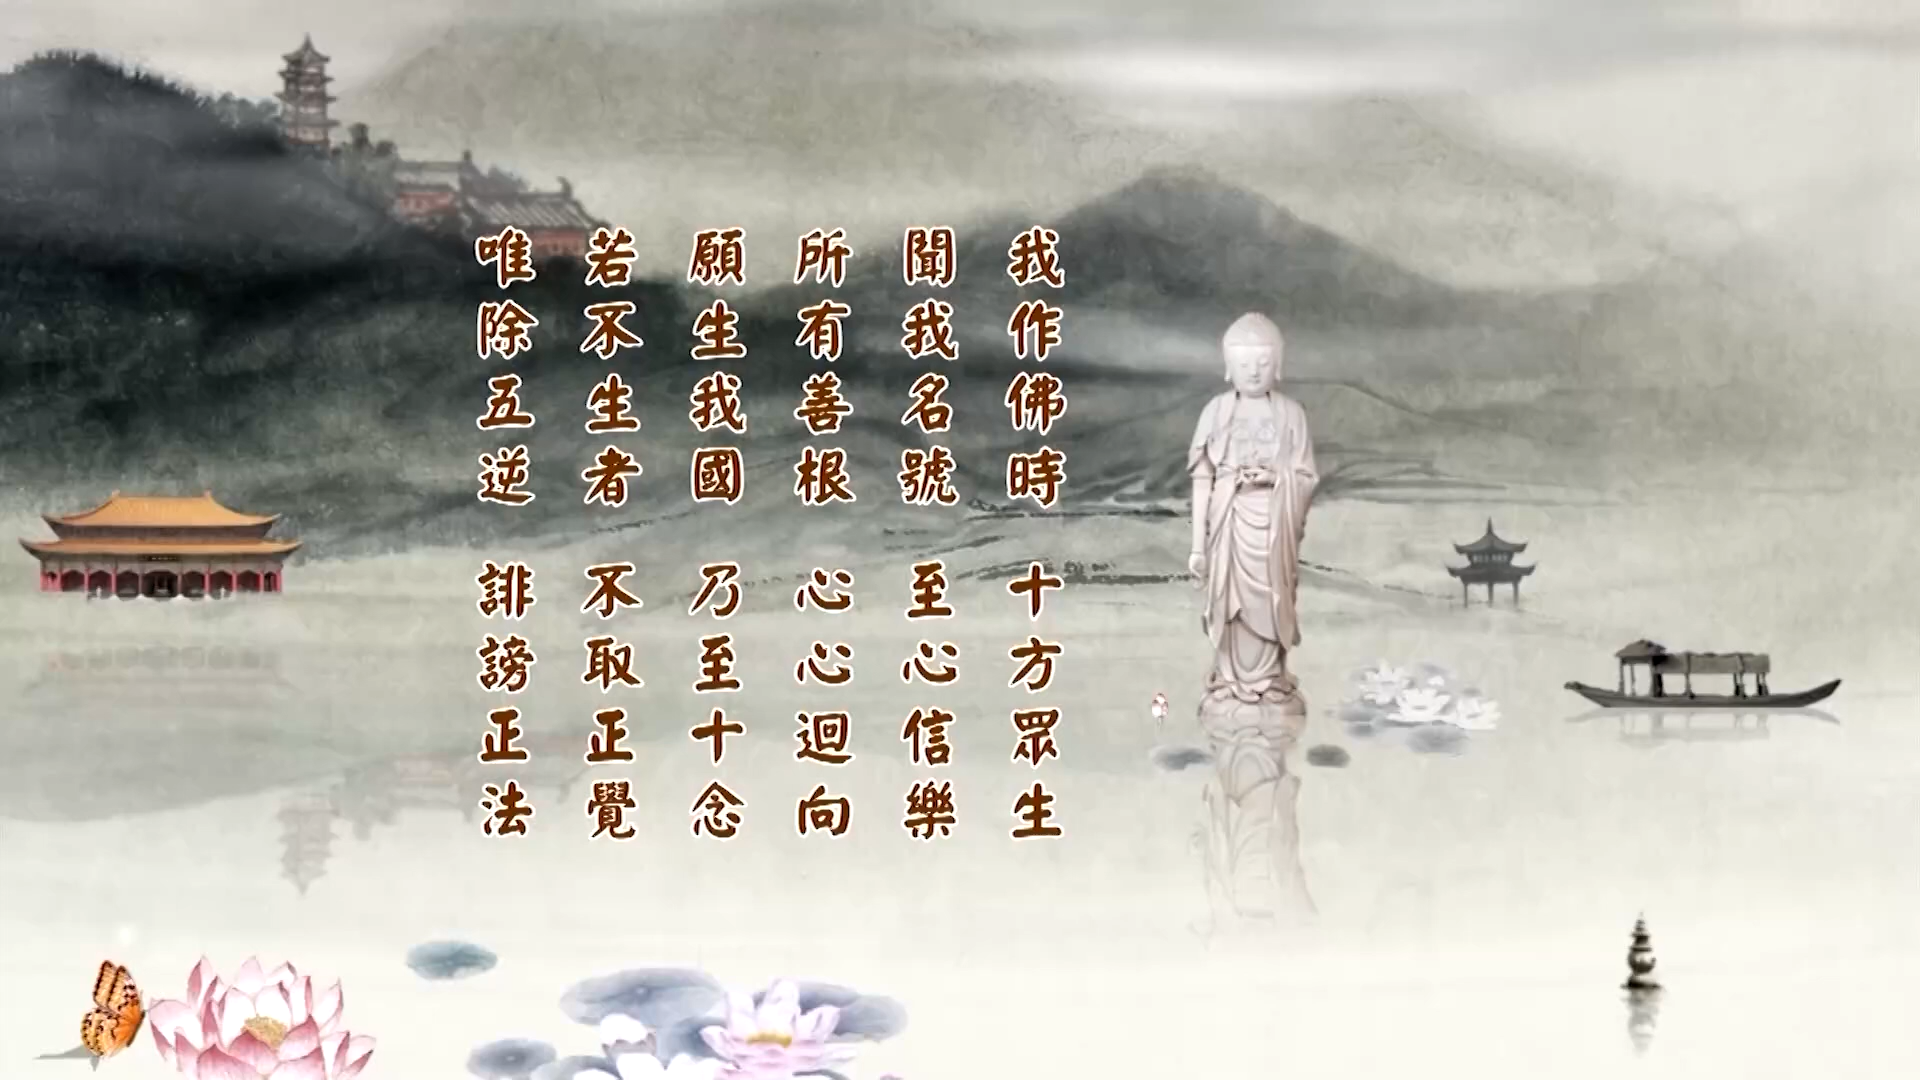 我作佛時 十方眾生
聞我名號 至心信樂
所有善根 心心迴向
願生我國 乃至十念
若不生者 不取正覺
唯除五逆 誹謗正法